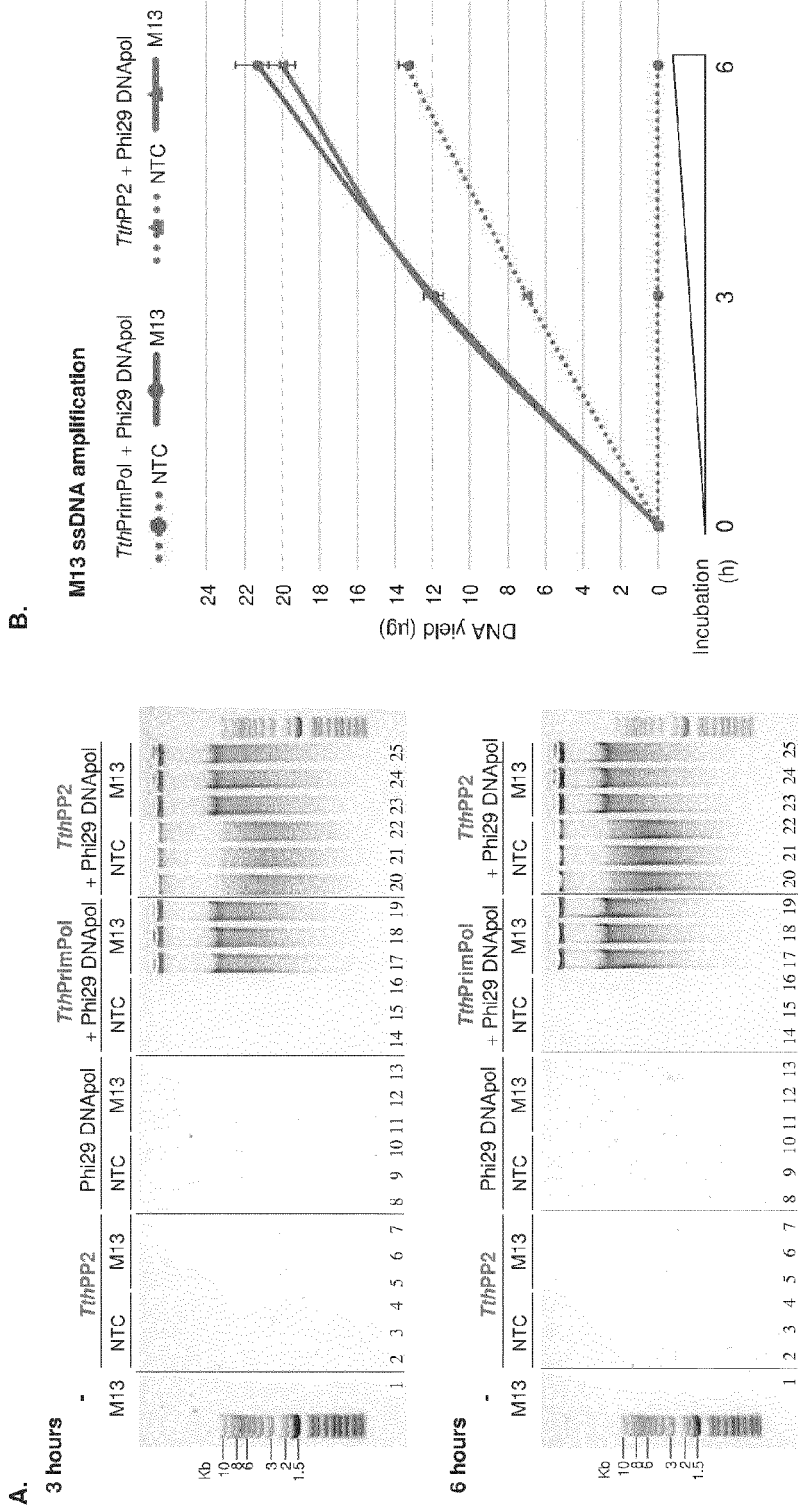 A.
3 hours
- TthPP2 Phi29 DNApol TthPrimPol + Phi29 DNApol TthPP2 + Phi29 DNApol
M13 NTC M13 NTC M13 NTC M13 NTC M13
Kb
10
8
6
3
2
1.5
1 2 3 4 5 6 7 8 9 10 11 12 13 14 15 16 17 18 19 20 21 22 23 24 25
6 hours
- TthPP2 Phi29 DNApol TthPrimPol + Phi29 DNApol TthPP2 + Phi29 DNApol
M13 NTC M13 NTC M13 NTC M13 NTC M13
Kb
10
8
6
3
2
1.5
1 2 3 4 5 6 7 8 9 10 11 12 13 14 15 16 17 18 19 20 21 22 23 24 25
B.
M13 ssDNA amplification
TthPrimPol + Phi29 DNApol TthPP2 + Phi29 DNApol
NTC M13 NTC M13
DNA yield (µg)
24
22
20
18
16
14
12
10
8
6
4
2
0
Incubation (h) 0 3 6